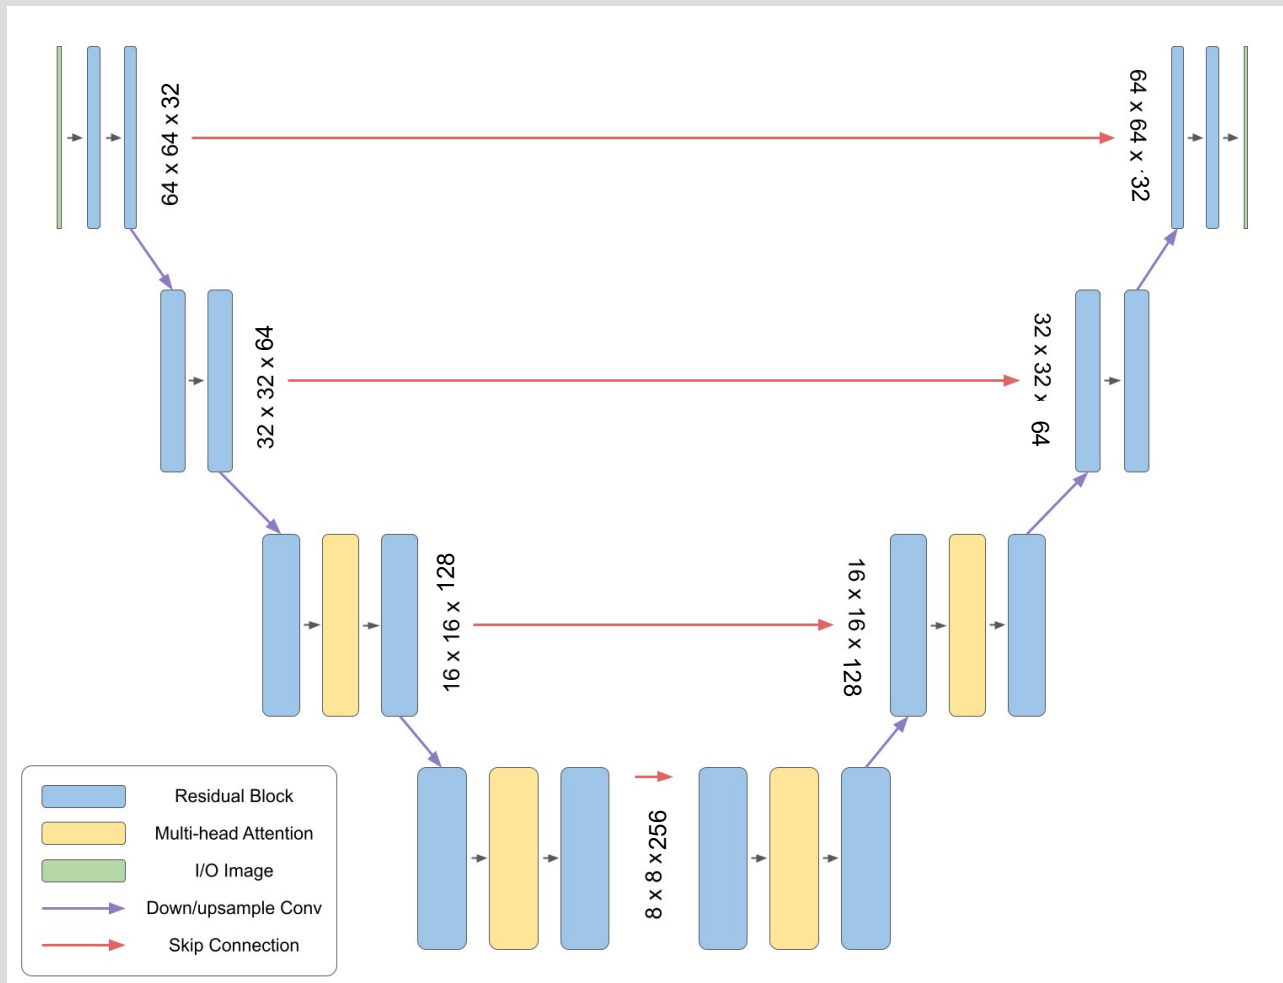 64 x 64 x 32
64 x 64 x 32
32 x 32 x 64
32 x 32 x 64
16 x 16 x 128
16 x 16 x 128
8 x 8 x 256
Residual Block
Multi-head Attention
I/O Image
Down/upsample Conv
Skip Connection